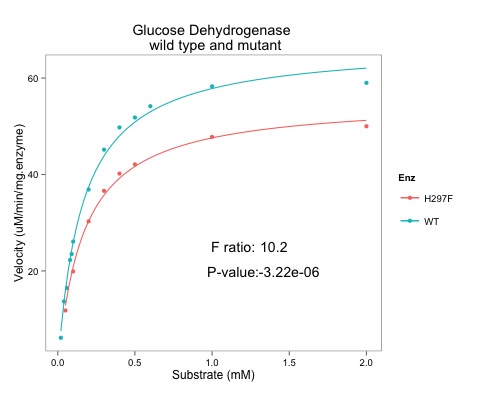 Glucose Dehydrogenase
wild type and mutant
Velocity (uM/min/mg.enzyme)
60
40
20
F ratio: 10.2
P-value:-3.22e-06
0.0 0.5 1.0 1.5 2.0
Substrate (mM)
Enz
H297F
WT